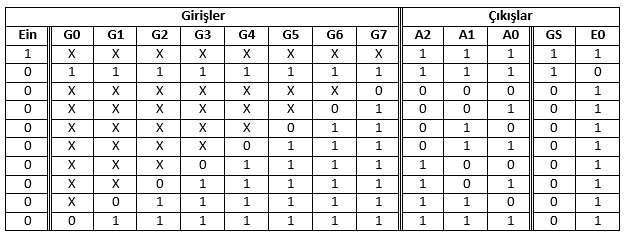 Girişler Çıkışlar
Ein G0 G1 G2 G3 G4 G5 G6 G7 A2 A1 A0 GS E0
1 X X X X X X X X 1 1 1 1 1
0 1 1 1 1 1 1 1 1 1 1 1 1 0
0 X X X X X X X 0 0 0 0 0 1
0 X X X X X X 0 1 0 0 1 0 1
0 X X X X X 0 1 1 0 1 0 0 1
0 X X X X 0 1 1 1 0 1 1 0 1
0 X X X 0 1 1 1 1 1 0 0 0 1
0 X X 0 1 1 1 1 1 1 0 1 0 1
0 X 0 1 1 1 1 1 1 1 1 0 0 1
0 0 1 1 1 1 1 1 1 1 1 1 0 1